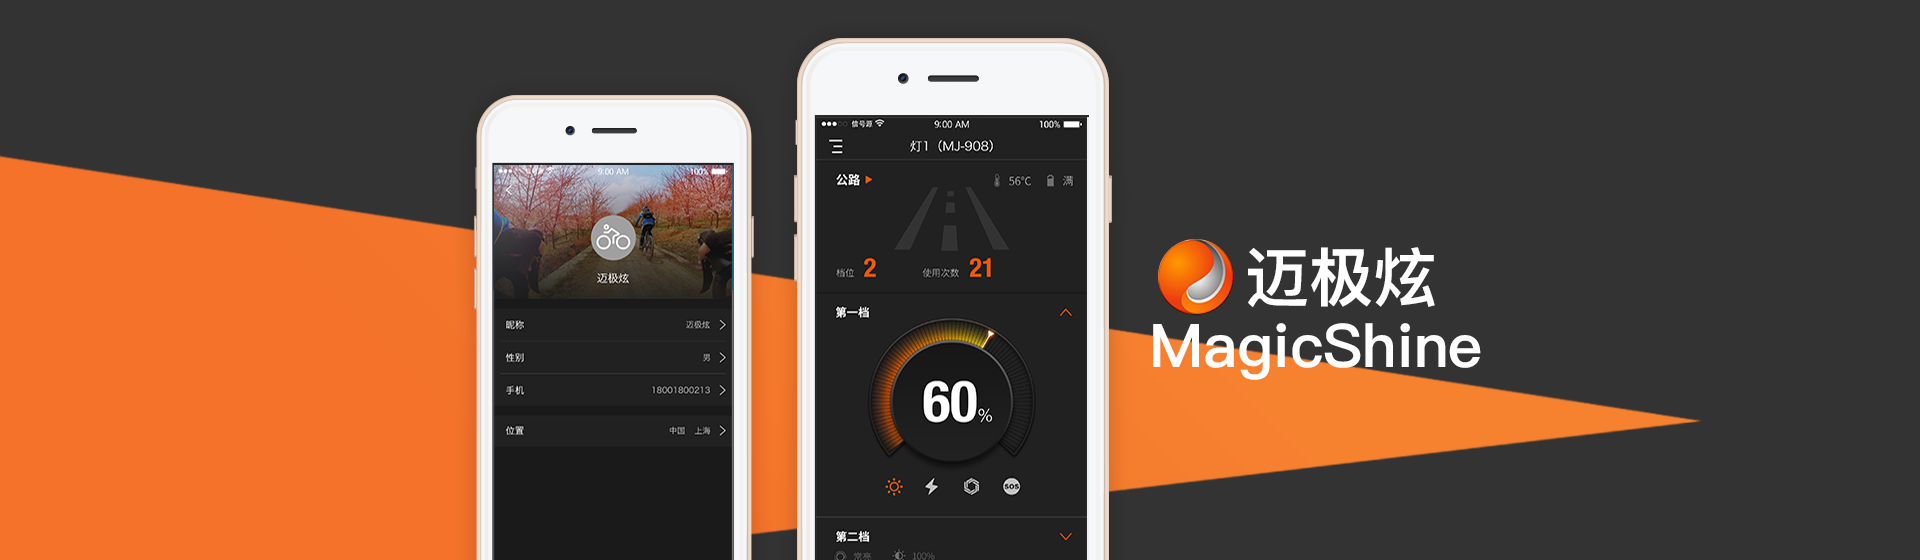 9:00 AM
100%
迈极炫
昵称 迈极炫
性别 男
手机 18001800213
位置 中国 上海
信号源 9:00 AM 100%
灯1（MJ-908）
公路 56℃ 满
档位 2 使用次数 21
第一档
60%
SOS
第二档
常亮 100%
迈极炫
MagicShine